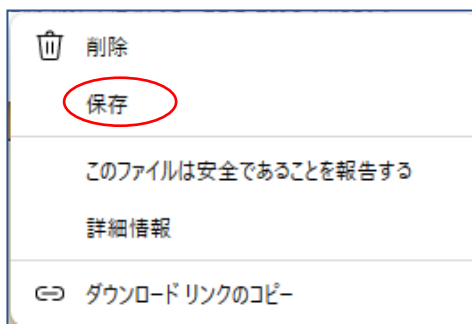 削除
保存
このファイルは安全であることを報告する
詳細情報
ダウンロード リンクのコピー